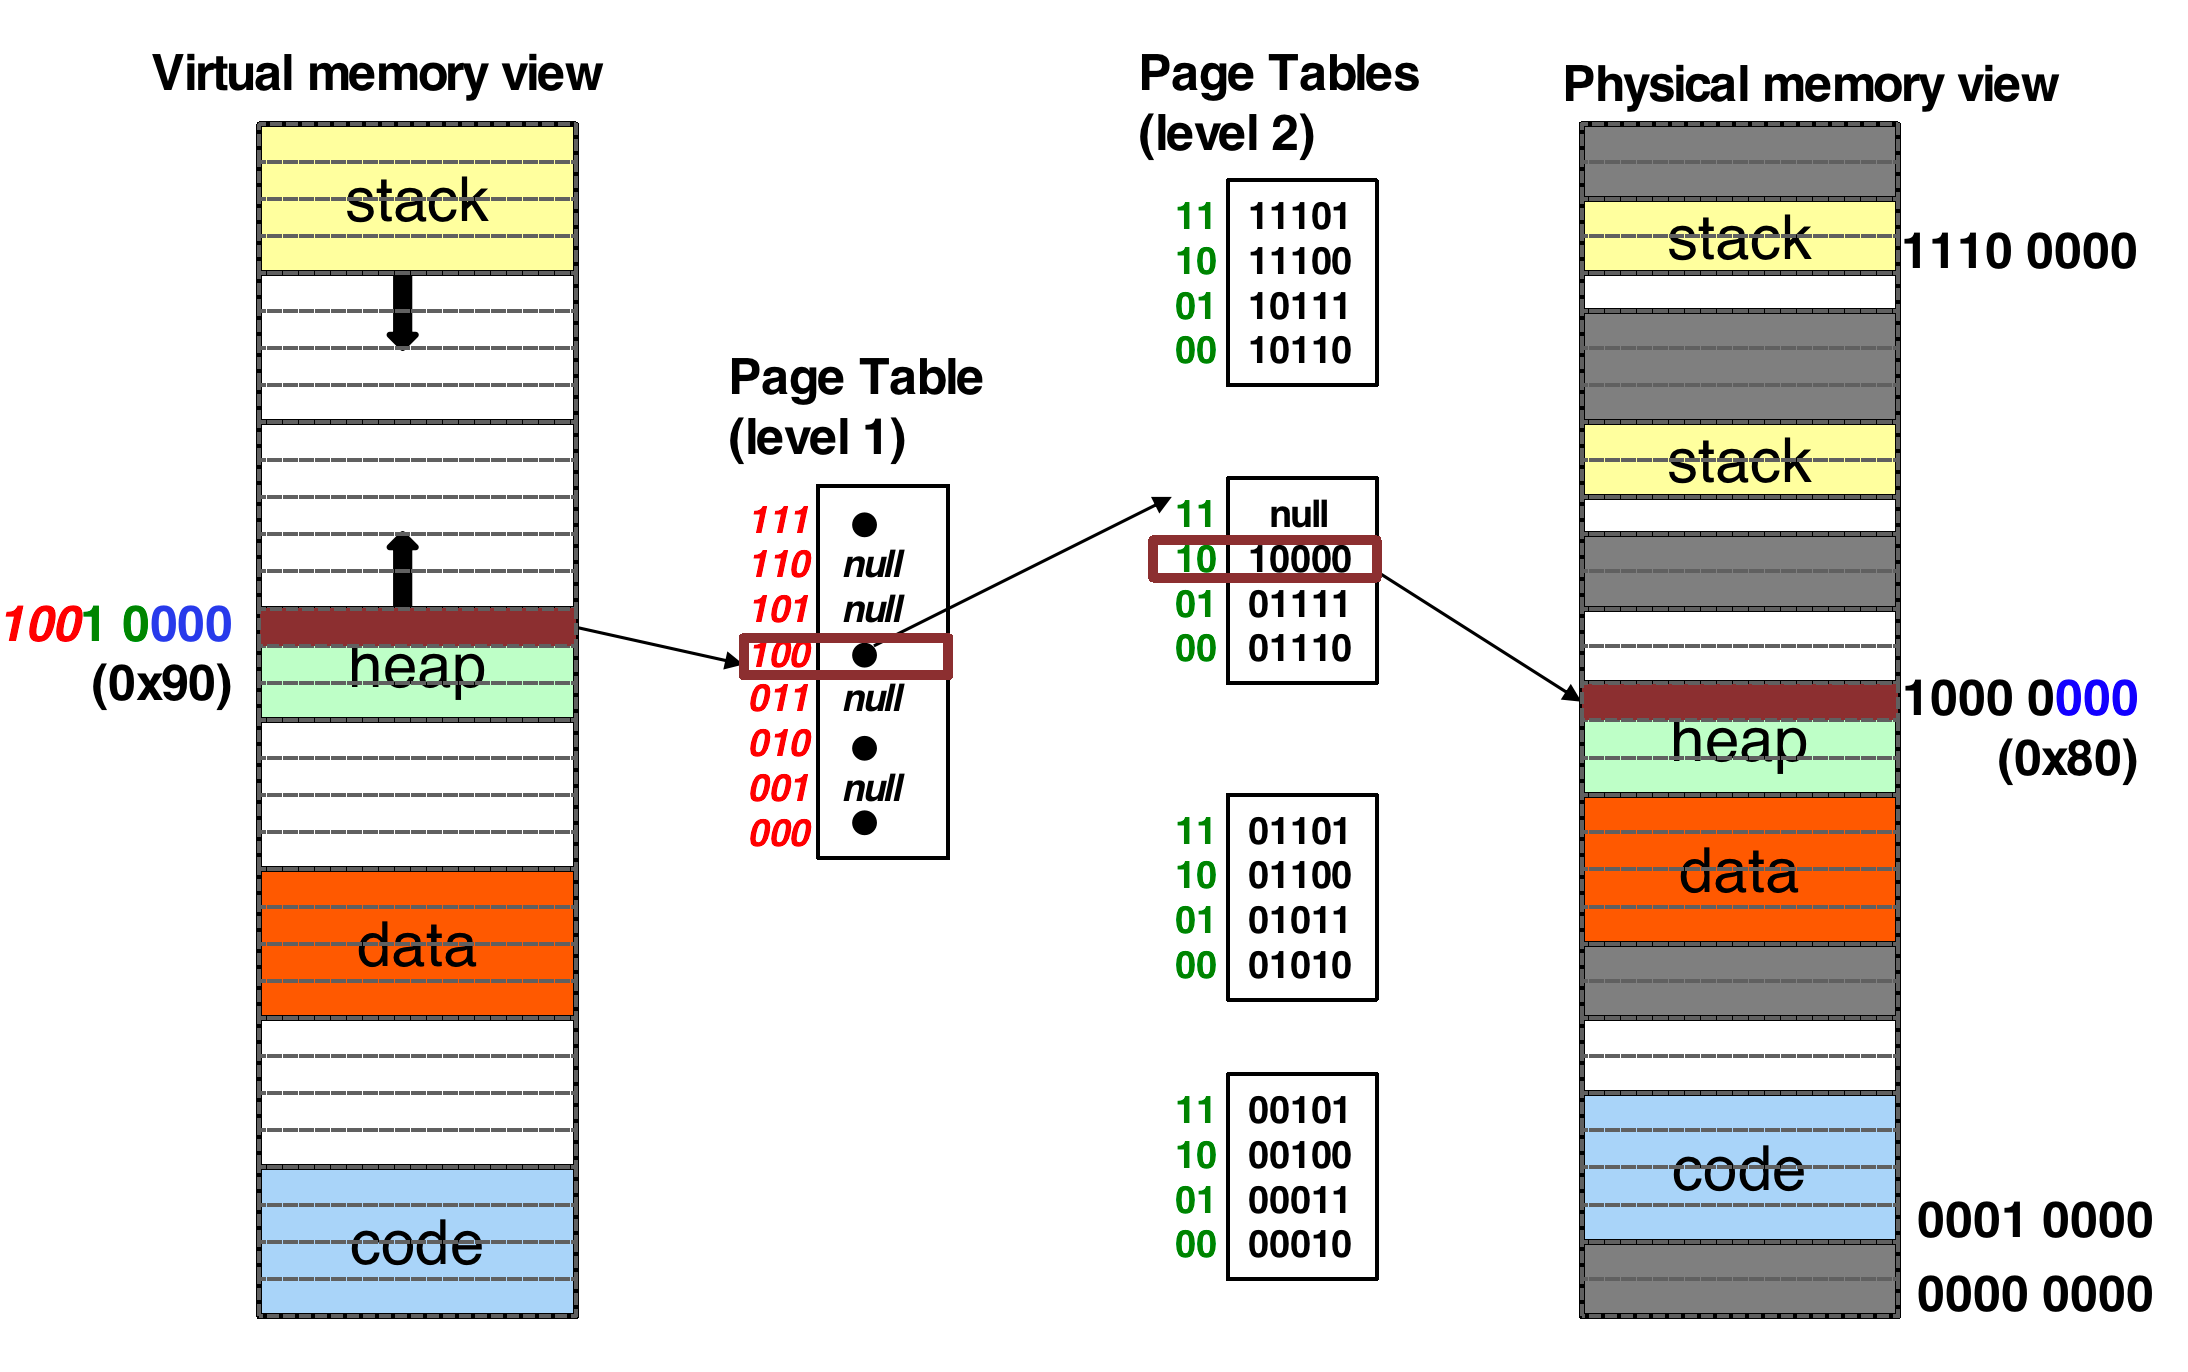 Virtual memory view
stack
1001 0000
(0x90)
heap
data
code
Page Table
(level 1)
111
110 null
101 null
100
011 null
010
001 null
000
Page Tables
(level 2)
11 11101
10 11100
01 10111
00 10110
11 null
10 10000
01 01111
00 01110
11 01101
10 01100
01 01011
00 01010
11 00101
10 00100
01 00011
00 00010
Physical memory view
stack
1110 0000
stack
1000 0000
(0x80)
heap
data
code
0001 0000
0000 0000